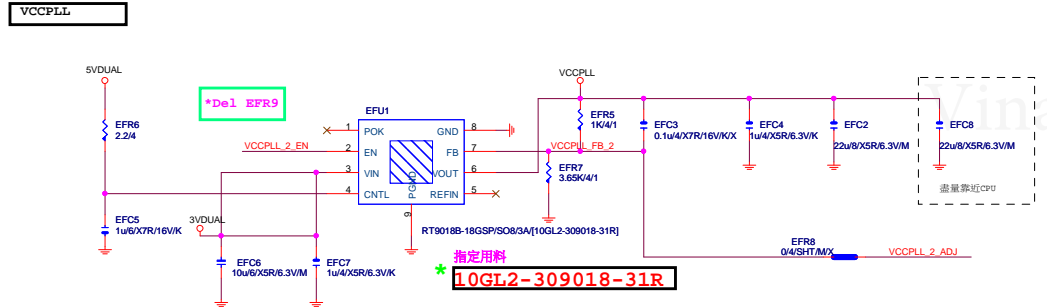 VCCPLL
5VDUAL
EFR6
2.2/4
*Del EFR9
EFU1
VCCPLL_2_EN
1
POK
2
EN
3
VIN
4
CNTL
GND
8
FB
7
VOUT
6
REFIN
5
PGND
9
VCCPLL
EFR5
1K/4/1
VCCPLL_FB_2
EFR7
3.65K/4/1
EFC3
0.1u/4/X7R/16V/K/X
EFC4
1u/4/X5R/6.3V/K
EFC2
22u/8/X5R/6.3V/M
EFC8
22u/8/X5R/6.3V/M
Vina
盡量靠近CPU
EFC5
1u/6/X7R/16V/K
3VDUAL
EFC6
10u/6/X5R/6.3V/M
EFC7
1u/4/X5R/6.3V/K
RT9018B-18GSP/SO8/3A/[10GL2-309018-31R]
指定用料
* 10GL2-309018-31R
EFR8
0/4/SHT/M/X
VCCPLL_2_ADJ